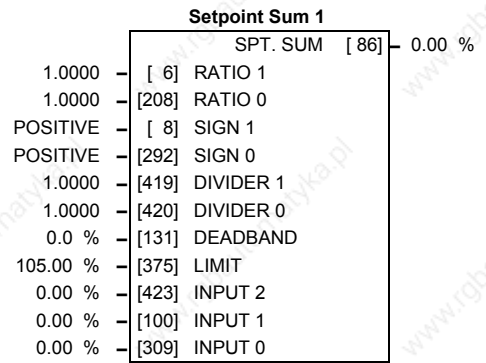 Setpoint Sum 1
SPT. SUM [ 86] – 0.00 %
1.0000 – [ 6] RATIO 1
1.0000 – [208] RATIO 0
POSITIVE – [ 8] SIGN 1
POSITIVE – [292] SIGN 0
1.0000 – [419] DIVIDER 1
1.0000 – [420] DIVIDER 0
0.0 % – [131] DEADBAND
105.00 % – [375] LIMIT
0.00 % – [423] INPUT 2
0.00 % – [100] INPUT 1
0.00 % – [309] INPUT 0